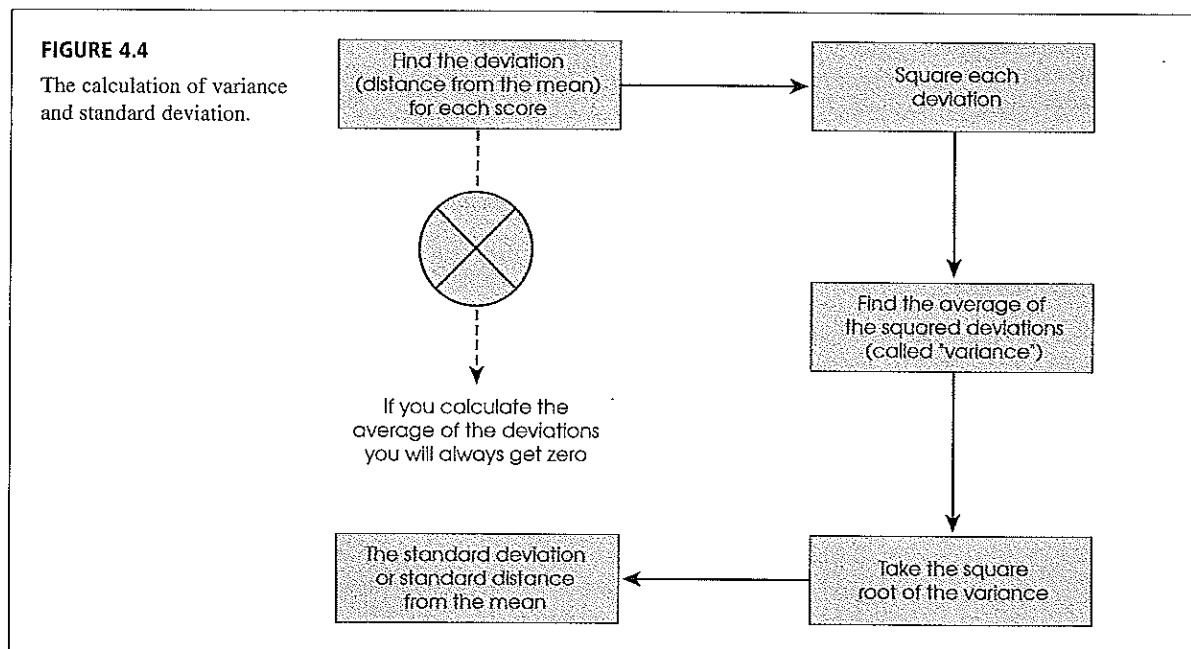 FIGURE 4.4
The calculation of variance
and standard deviation.
Find the deviation
(distance from the mean)
for each score
Square each
deviation
Find the average of
the squared deviations
(called "variance")
If you calculate the
average of the deviations
you will always get zero
Take the square
root of the variance
The standard deviation
or standard distance
from the mean